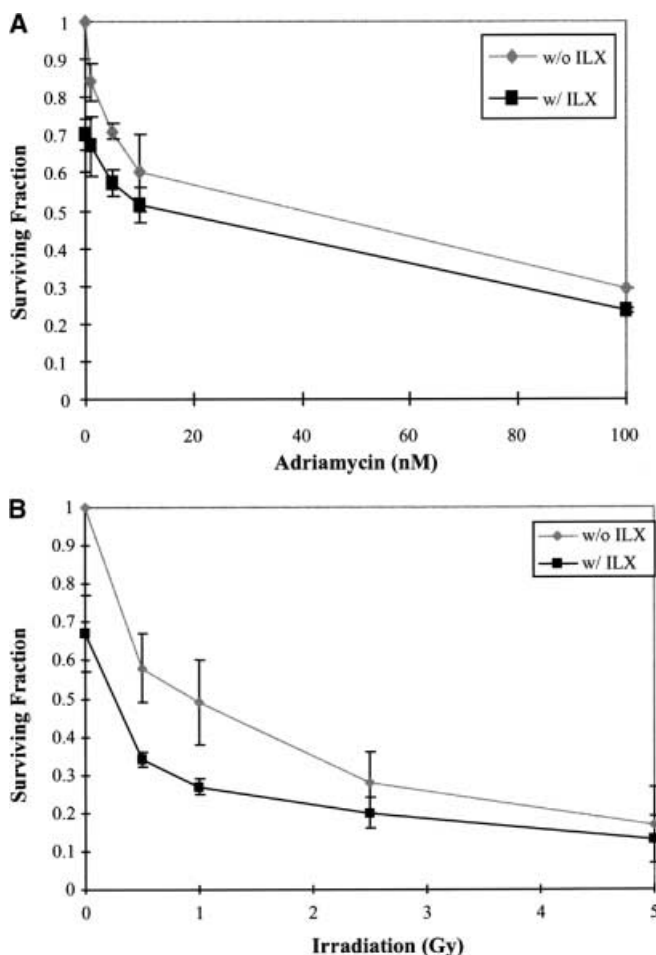 A
1
0.9
0.8
0.7
0.6
0.5
0.4
0.3
0.2
0.1
0
Surviving Fraction
w/o ILX
w/ ILX
0 20 40 60 80 100
Adriamycin (nM)
B
1
0.9
0.8
0.7
0.6
0.5
0.4
0.3
0.2
0.1
0
Surviving Fraction
w/o ILX
w/ ILX
0 1 2 3 4 5
Irradiation (Gy)